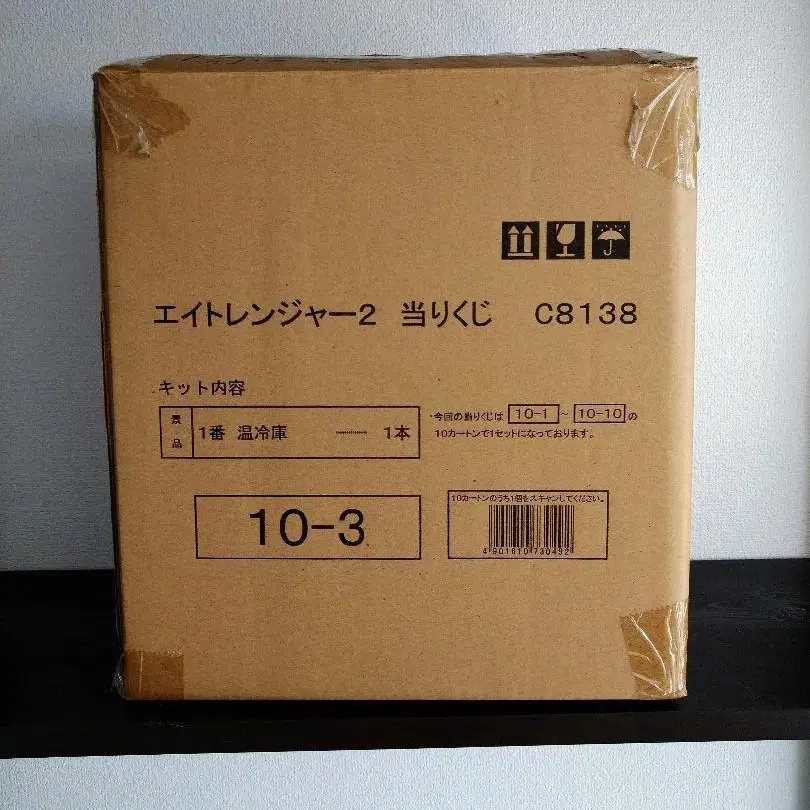 エイトレンジャー2 当りくじ C8138
キット内容
景品
1番 温冷庫 ―― 1本
・今回の当りくじは 10-1 ~ 10-10 の
10カートンで1セットになっております。
10-3
10カートンのうち1個をスキャンしてください。
4 901610 730492